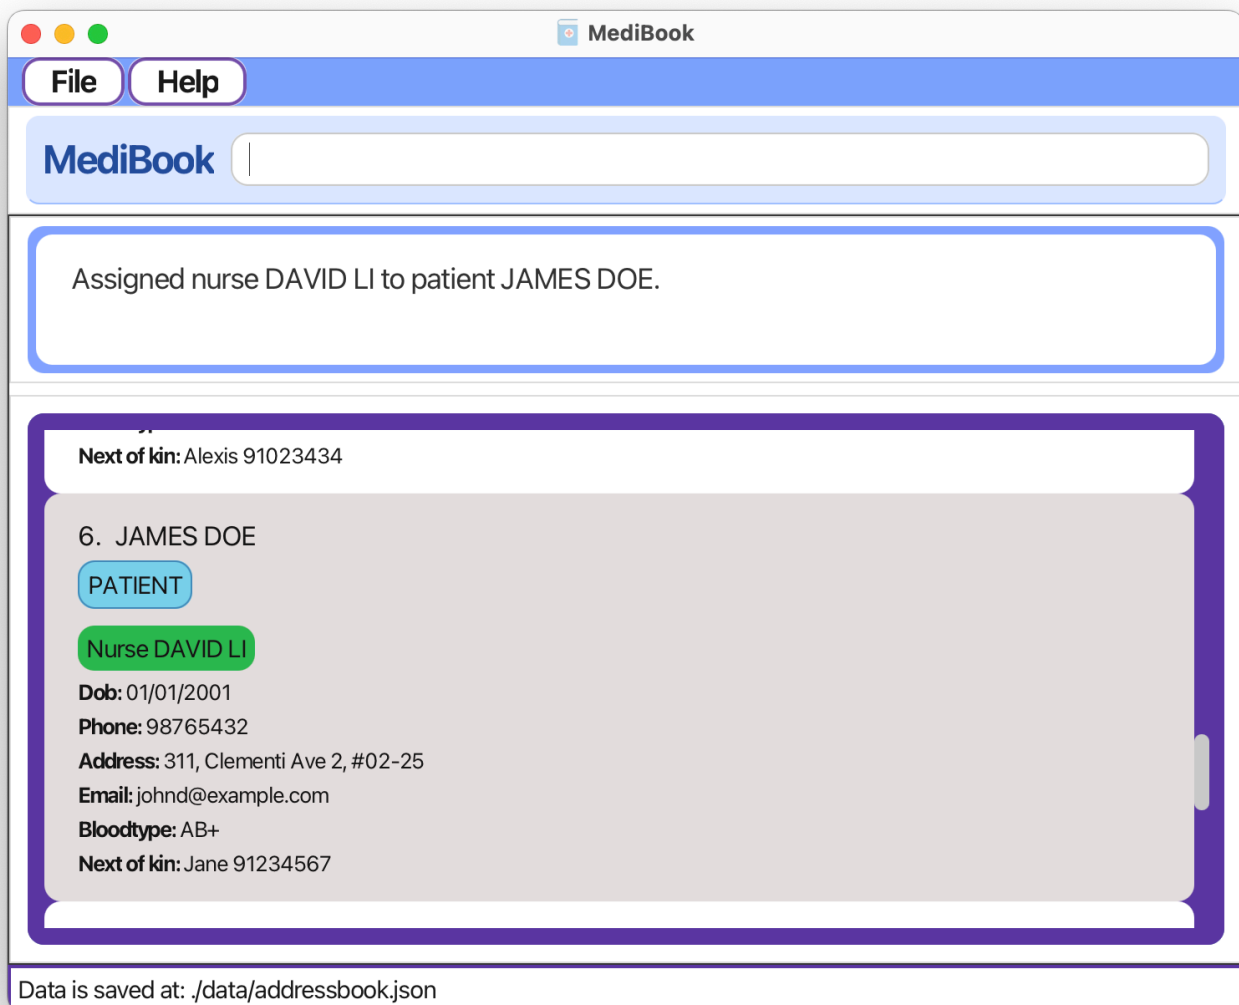 MediBook
File Help
MediBook
Assigned nurse DAVID LI to patient JAMES DOE.
Next of kin: Alexis 91023434
6. JAMES DOE
PATIENT
Nurse DAVID LI
Dob: 01/01/2001
Phone: 98765432
Address: 311, Clementi Ave 2, #02-25
Email: johnd@example.com
Bloodtype: AB+
Next of kin: Jane 91234567
Data is saved at: ./data/addressbook.json